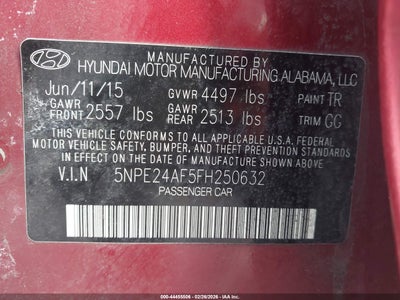 MANUFACTURED BY
HYUNDAI MOTOR MANUFACTURING ALABAMA, LLC
Jun/11/15 GVWR 4497 lbs PAINT TR
GAWR FRONT 2557 lbs GAWR REAR 2513 lbs TRIM GG
THIS VEHICLE CONFORMS TO ALL APPLICABLE U.S. FEDERAL
MOTOR VEHICLE SAFETY, BUMPER, AND THEFT PREVENTION
STANDARDS IN EFFECT ON THE DATE OF MANUFACTURE
SHOWN ABOVE.
V.I.N 5NPE24AF5FH250632
PASSENGER CAR
000-44455506 - 02/26/2026 - IAA Inc.